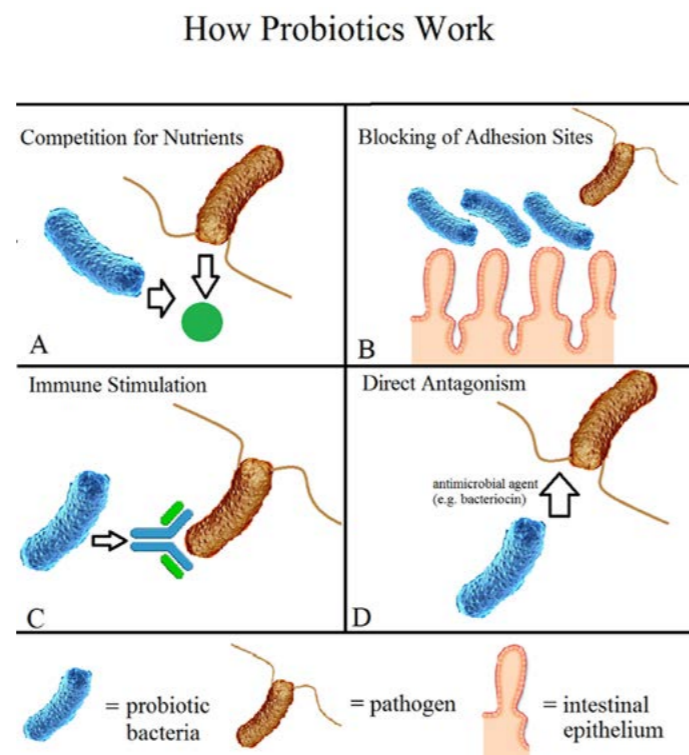 How Probiotics Work
Competition for Nutrients
A
Blocking of Adhesion Sites
B
Immune Stimulation
C
Direct Antagonism
antimicrobial agent
(e.g. bacteriocin)
D
= probiotic
bacteria
= pathogen
= intestinal
epithelium